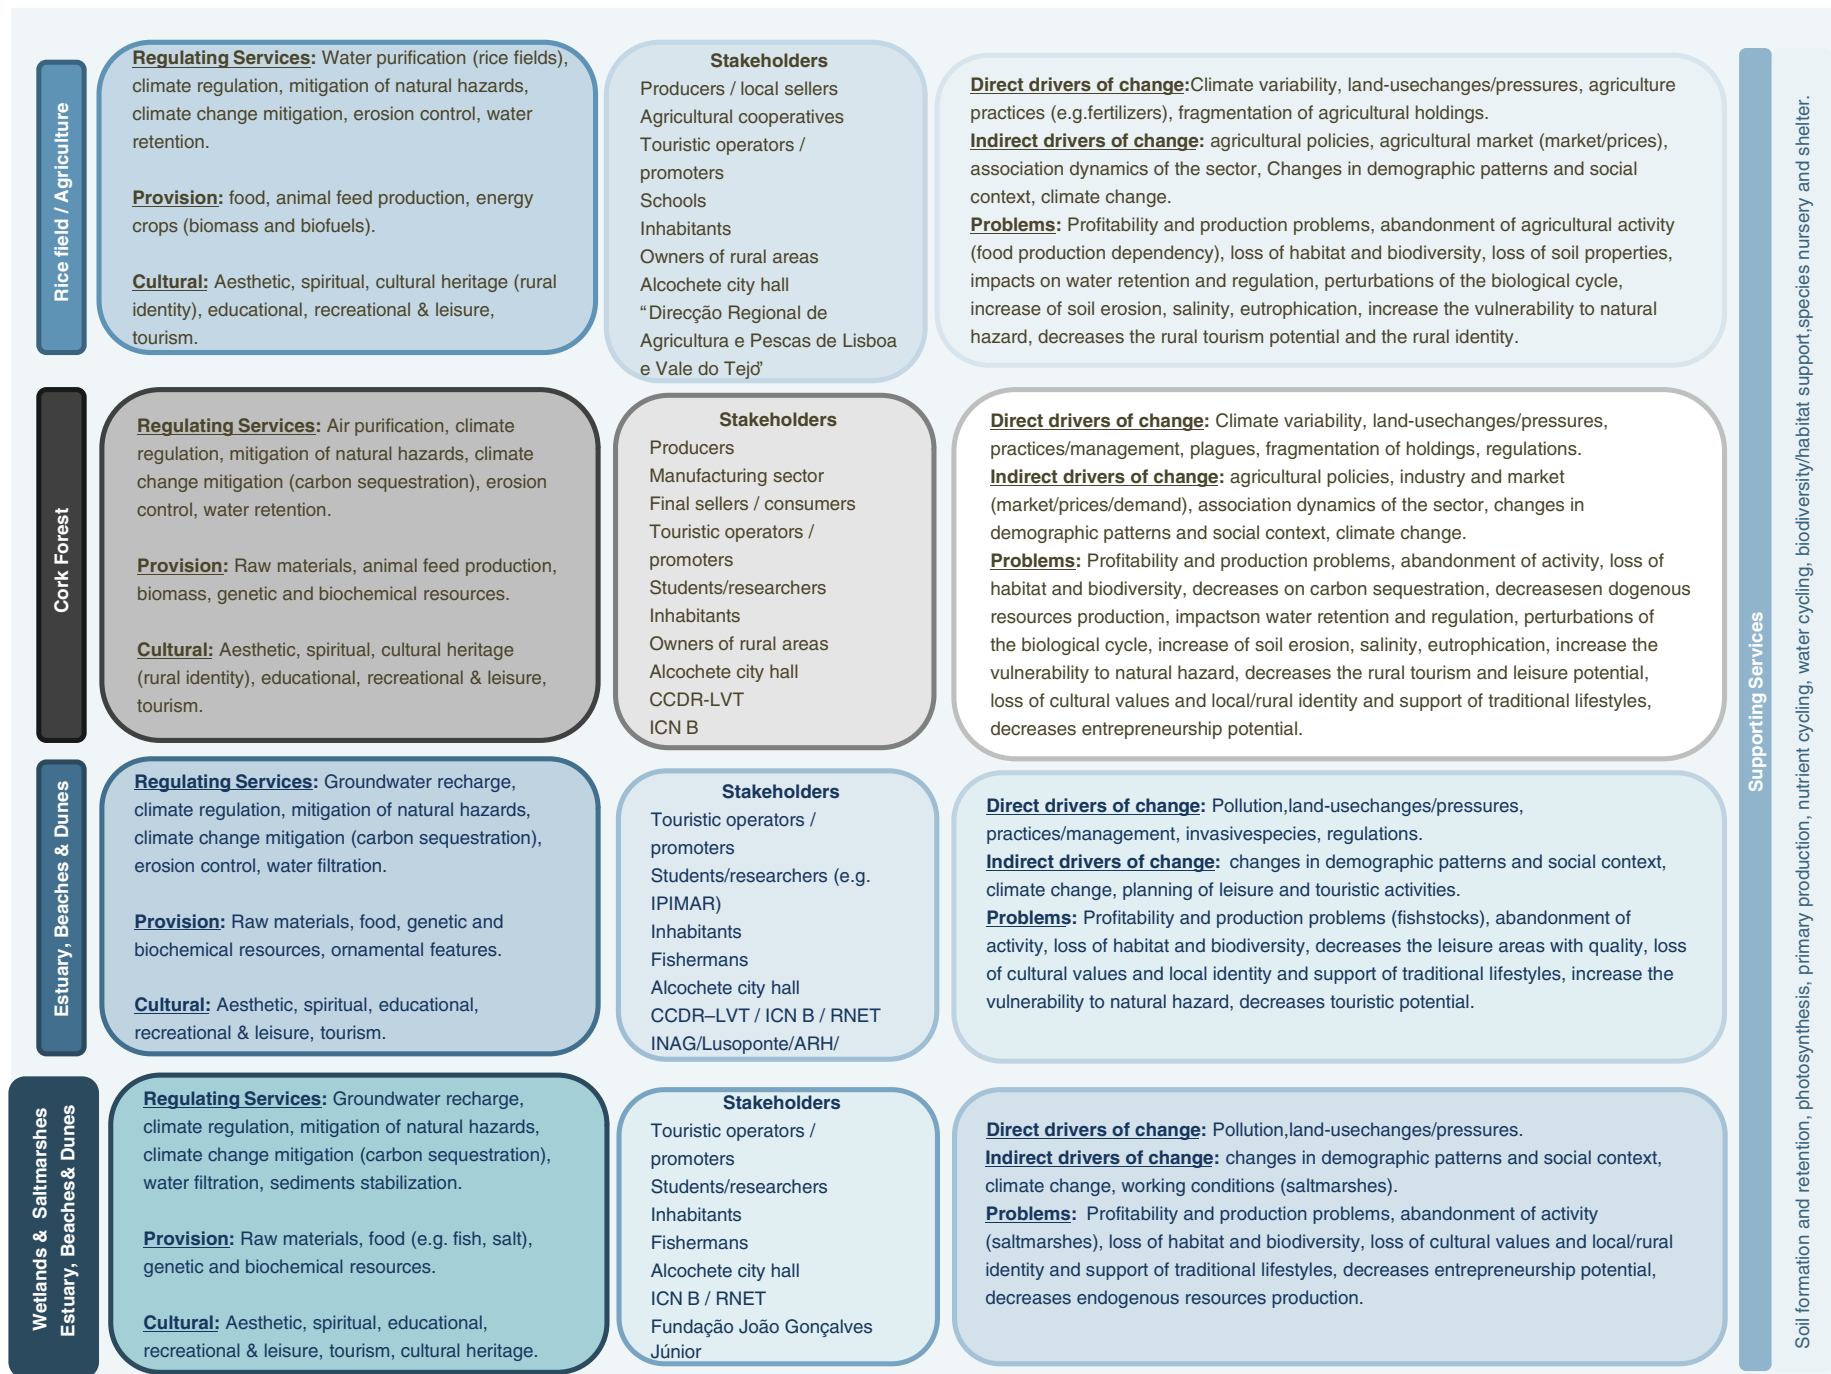 Rice field / Agriculture
Regulating Services: Water purification (rice fields),
climate regulation, mitigation of natural hazards,
climate change mitigation, erosion control, water
retention.
Provision: food, animal feed production, energy
crops (biomass and biofuels).
Cultural: Aesthetic, spiritual, cultural heritage (rural
identity), educational, recreational & leisure,
tourism.
Stakeholders
Producers / local sellers
Agricultural cooperatives
Touristic operators /
promoters
Schools
Inhabitants
Owners of rural areas
Alcochete city hall
“Direcção Regional de
Agricultura e Pescas de Lisboa
e Vale do Tejo”
Direct drivers of change:Climate variability, land-usechanges/pressures, agriculture
practices (e.g.fertilizers), fragmentation of agricultural holdings.
Indirect drivers of change: agricultural policies, agricultural market (market/prices),
association dynamics of the sector, Changes in demographic patterns and social
context, climate change.
Problems: Profitability and production problems, abandonment of agricultural activity
(food production dependency), loss of habitat and biodiversity, loss of soil properties,
impacts on water retention and regulation, perturbations of the biological cycle,
increase of soil erosion, salinity, eutrophication, increase the vulnerability to natural
hazard, decreases the rural tourism potential and the rural identity.
Cork Forest
Regulating Services: Air purification, climate
regulation, mitigation of natural hazards, climate
change mitigation (carbon sequestration), erosion
control, water retention.
Provision: Raw materials, animal feed production,
biomass, genetic and biochemical resources.
Cultural: Aesthetic, spiritual, cultural heritage
(rural identity), educational, recreational & leisure,
tourism.
Stakeholders
Producers
Manufacturing sector
Final sellers / consumers
Touristic operators /
promoters
Students/researchers
Inhabitants
Owners of rural areas
Alcochete city hall
CCDR-LVT
ICN B
Direct drivers of change: Climate variability, land-usechanges/pressures,
practices/management, plagues, fragmentation of holdings, regulations.
Indirect drivers of change: agricultural policies, industry and market
(market/prices/demand), association dynamics of the sector, changes in
demographic patterns and social context, climate change.
Problems: Profitability and production problems, abandonment of activity, loss of
habitat and biodiversity, decreases on carbon sequestration, decreasesen dogenous
resources production, impactson water retention and regulation, perturbations of
the biological cycle, increase of soil erosion, salinity, eutrophication, increase the
vulnerability to natural hazard, decreases the rural tourism and leisure potential,
loss of cultural values and local/rural identity and support of traditional lifestyles,
decreases entrepreneurship potential.
Estuary, Beaches & Dunes
Regulating Services: Groundwater recharge,
climate regulation, mitigation of natural hazards,
climate change mitigation (carbon sequestration),
erosion control, water filtration.
Provision: Raw materials, food, genetic and
biochemical resources, ornamental features.
Cultural: Aesthetic, spiritual, educational,
recreational & leisure, tourism.
Stakeholders
Touristic operators /
promoters
Students/researchers (e.g.
IPIMAR)
Inhabitants
Fishermans
Alcochete city hall
CCDR–LVT / ICN B / RNET
INAG/Lusoponte/ARH/
Direct drivers of change: Pollution,land-usechanges/pressures,
practices/management, invasivespecies, regulations.
Indirect drivers of change: changes in demographic patterns and social context,
climate change, planning of leisure and touristic activities.
Problems: Profitability and production problems (fishstocks), abandonment of
activity, loss of habitat and biodiversity, decreases the leisure areas with quality, loss
of cultural values and local identity and support of traditional lifestyles, increase the
vulnerability to natural hazard, decreases touristic potential.
Wetlands & Saltmarshes
Estuary, Beaches& Dunes
Regulating Services: Groundwater recharge,
climate regulation, mitigation of natural hazards,
climate change mitigation (carbon sequestration),
water filtration, sediments stabilization.
Provision: Raw materials, food (e.g. fish, salt),
genetic and biochemical resources.
Cultural: Aesthetic, spiritual, educational,
recreational & leisure, tourism, cultural heritage.
Stakeholders
Touristic operators /
promoters
Students/researchers
Inhabitants
Fishermans
Alcochete city hall
ICN B / RNET
Fundação João Gonçalves
Júnior
Direct drivers of change: Pollution,land-usechanges/pressures.
Indirect drivers of change: changes in demographic patterns and social context,
climate change, working conditions (saltmarshes).
Problems: Profitability and production problems, abandonment of activity
(saltmarshes), loss of habitat and biodiversity, loss of cultural values and local/rural
identity and support of traditional lifestyles, decreases entrepreneurship potential,
decreases endogenous resources production.
Supporting Services
Soil formation and retention, photosynthesis, primary production, nutrient cycling, water cycling, biodiversity/habitat support,species nursery and shelter.